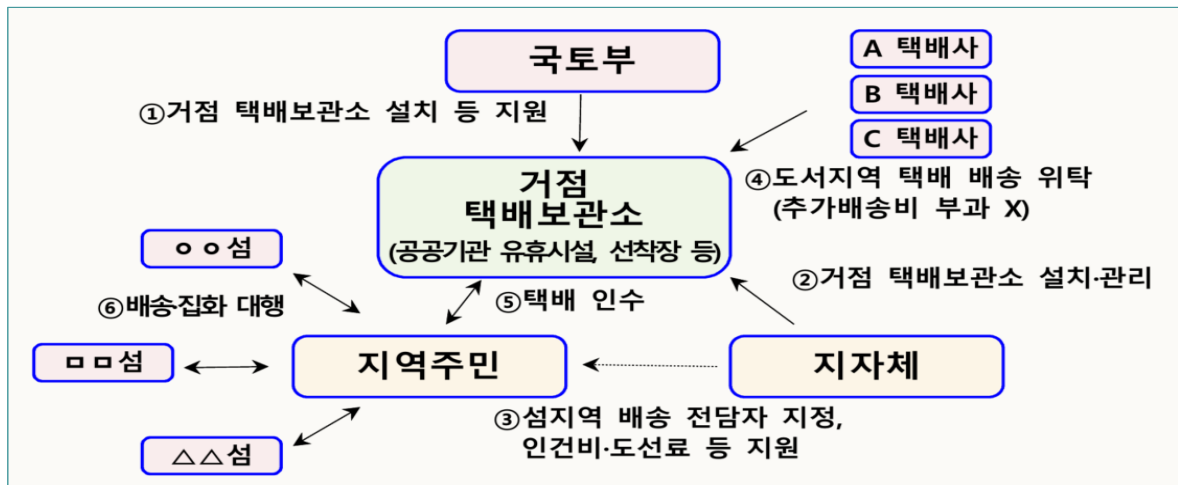 국토부
A 택배사
B 택배사
C 택배사
①거점 택배보관소 설치 등 지원
거점
택배보관소
(공공기관 유휴시설, 선착장 등)
④도서지역 택배 배송 위탁
(추가배송비 부과 X)
ㅇㅇ섬
②거점 택배보관소 설치·관리
⑤택배 인수
⑥배송·집화 대행
ㅁㅁ섬
지역주민
지자체
③섬지역 배송 전담자 지정,
인건비·도선료 등 지원
△△섬